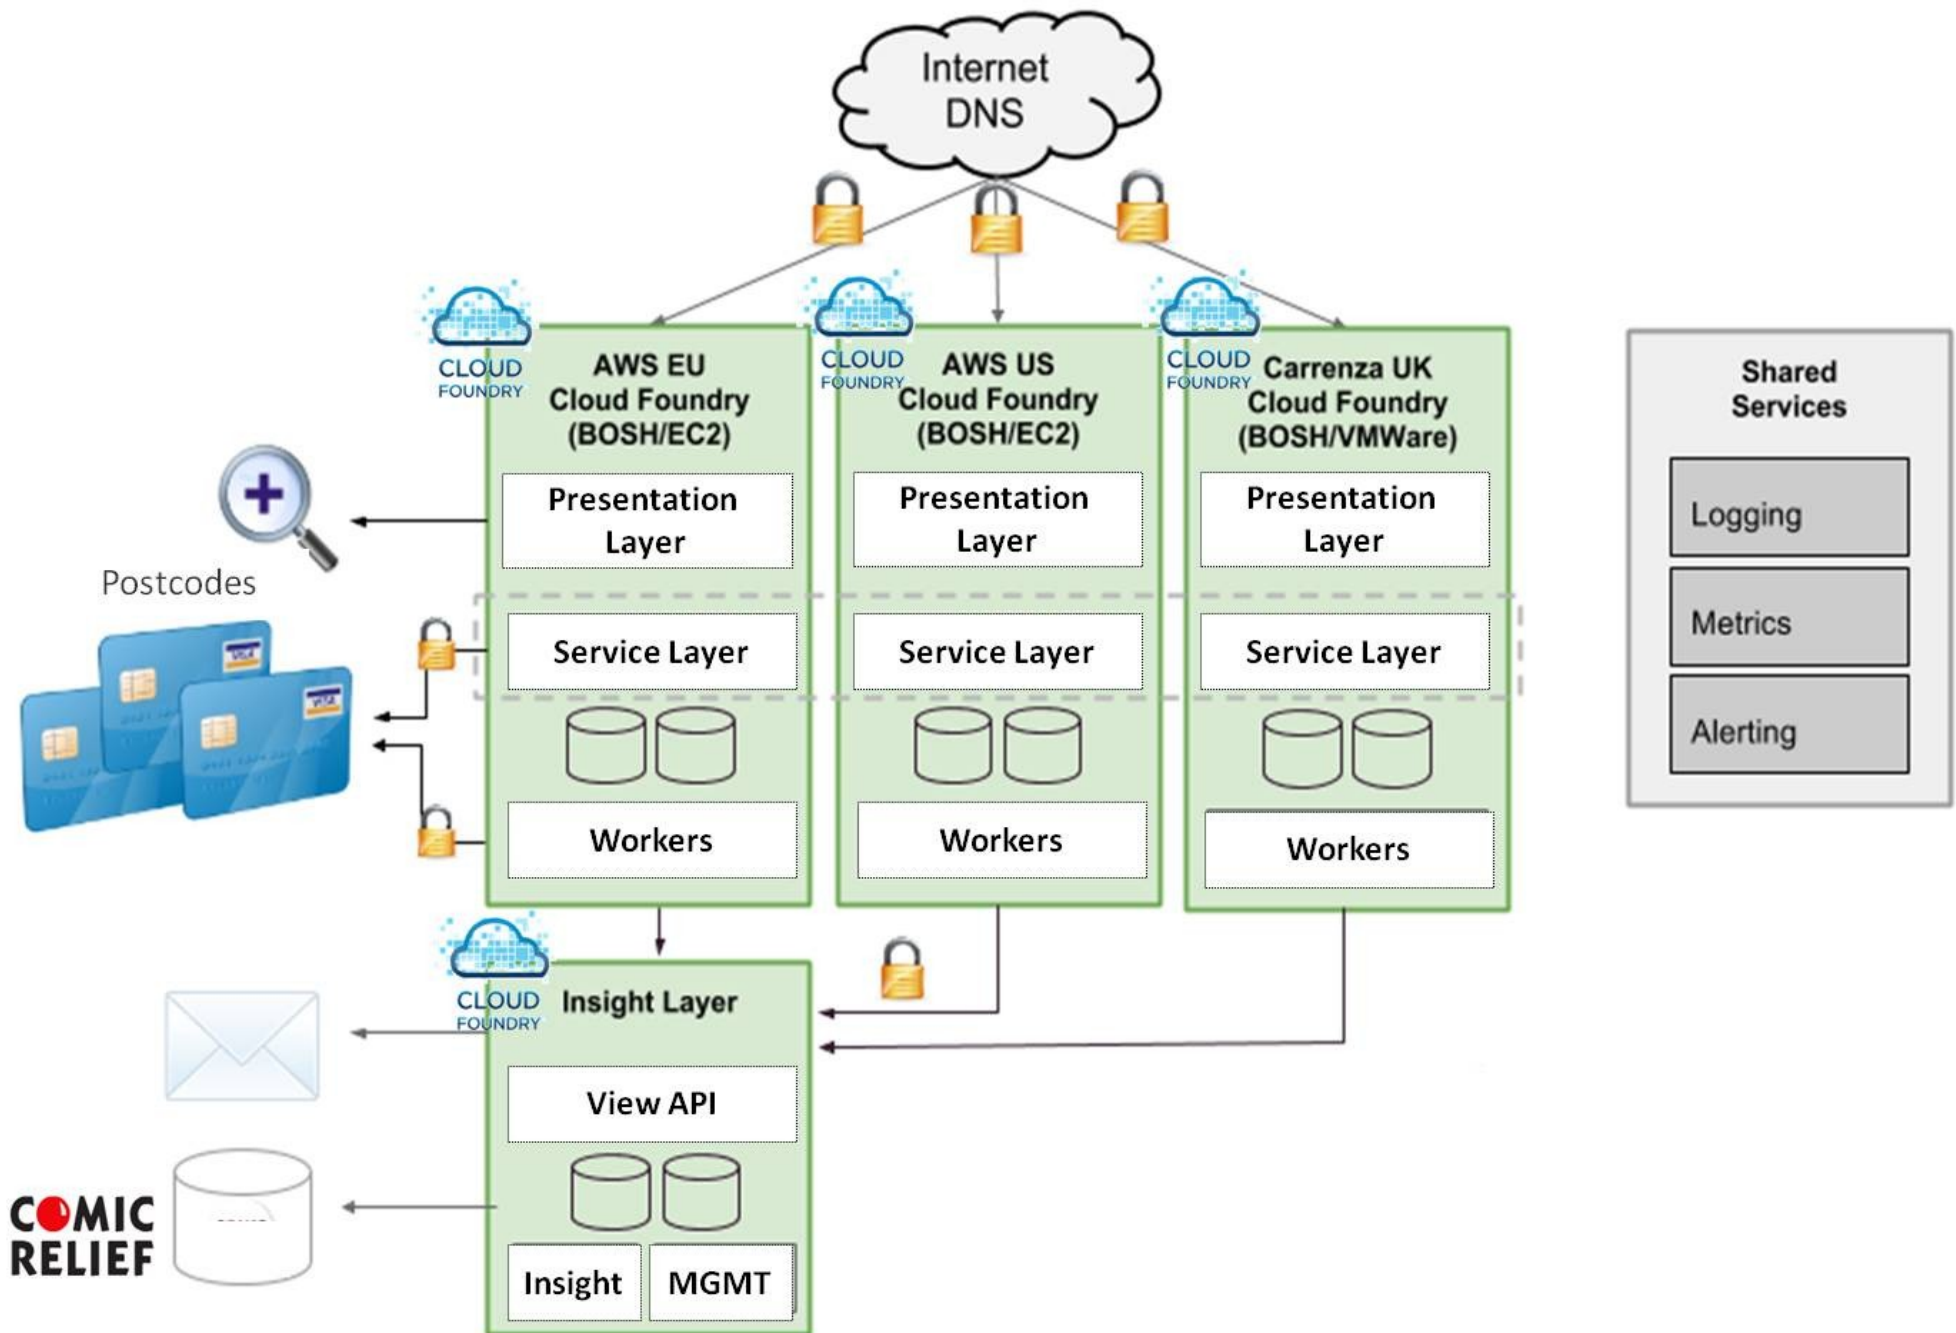 Internet
DNS
CLOUD
FOUNDRY
AWS EU
Cloud Foundry
(BOSH/EC2)
CLOUD
FOUNDRY
AWS US
Cloud Foundry
(BOSH/EC2)
CLOUD
FOUNDRY
Carrenza UK
Cloud Foundry
(BOSH/VMWare)
Shared
Services
Logging
Metrics
Alerting
Presentation
Layer
Presentation
Layer
Presentation
Layer
Postcodes
VISA
VISA
Service Layer
Service Layer
Service Layer
Workers
Workers
Workers
CLOUD
FOUNDRY
Insight Layer
View API
COMIC
RELIEF
Insight
MGMT